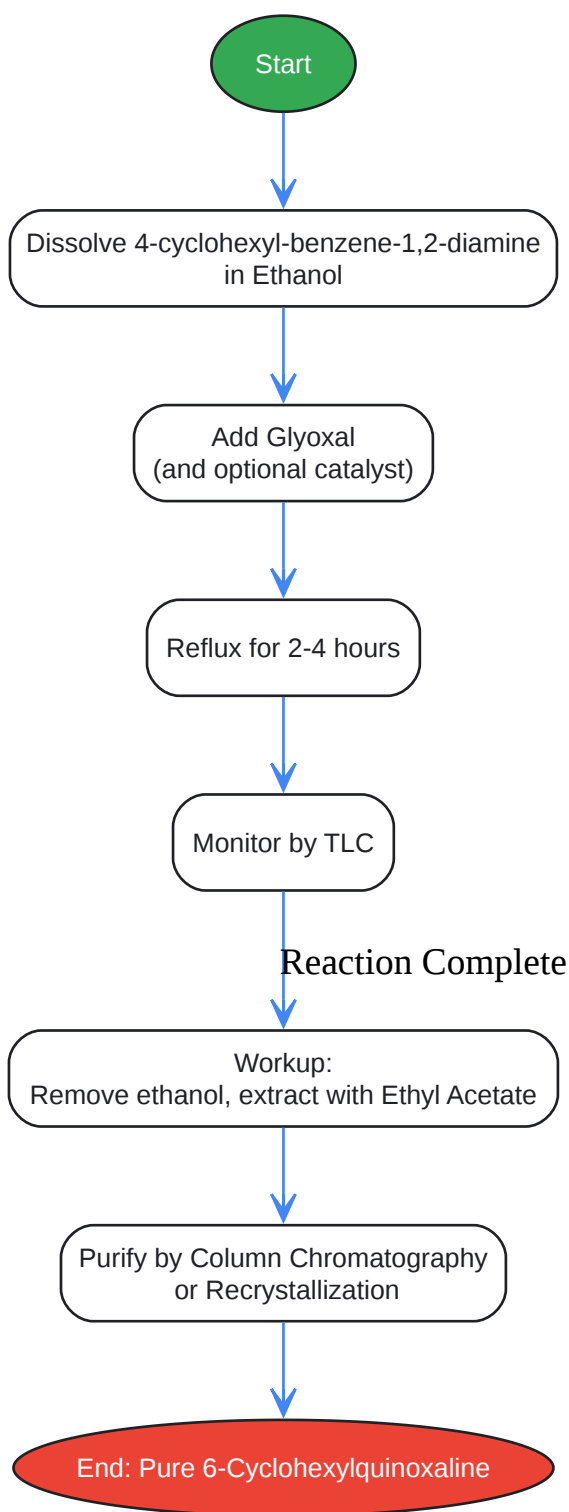 Start
Dissolve 4-cyclohexyl-benzene-1,2-diamine
in Ethanol
Add Glyoxal
(and optional catalyst)
Reflux for 2-4 hours
Monitor by TLC
Reaction Complete
Workup:
Remove ethanol, extract with Ethyl Acetate
Purify by Column Chromatography
or Recrystallization
End: Pure 6-Cyclohexylquinoxaline